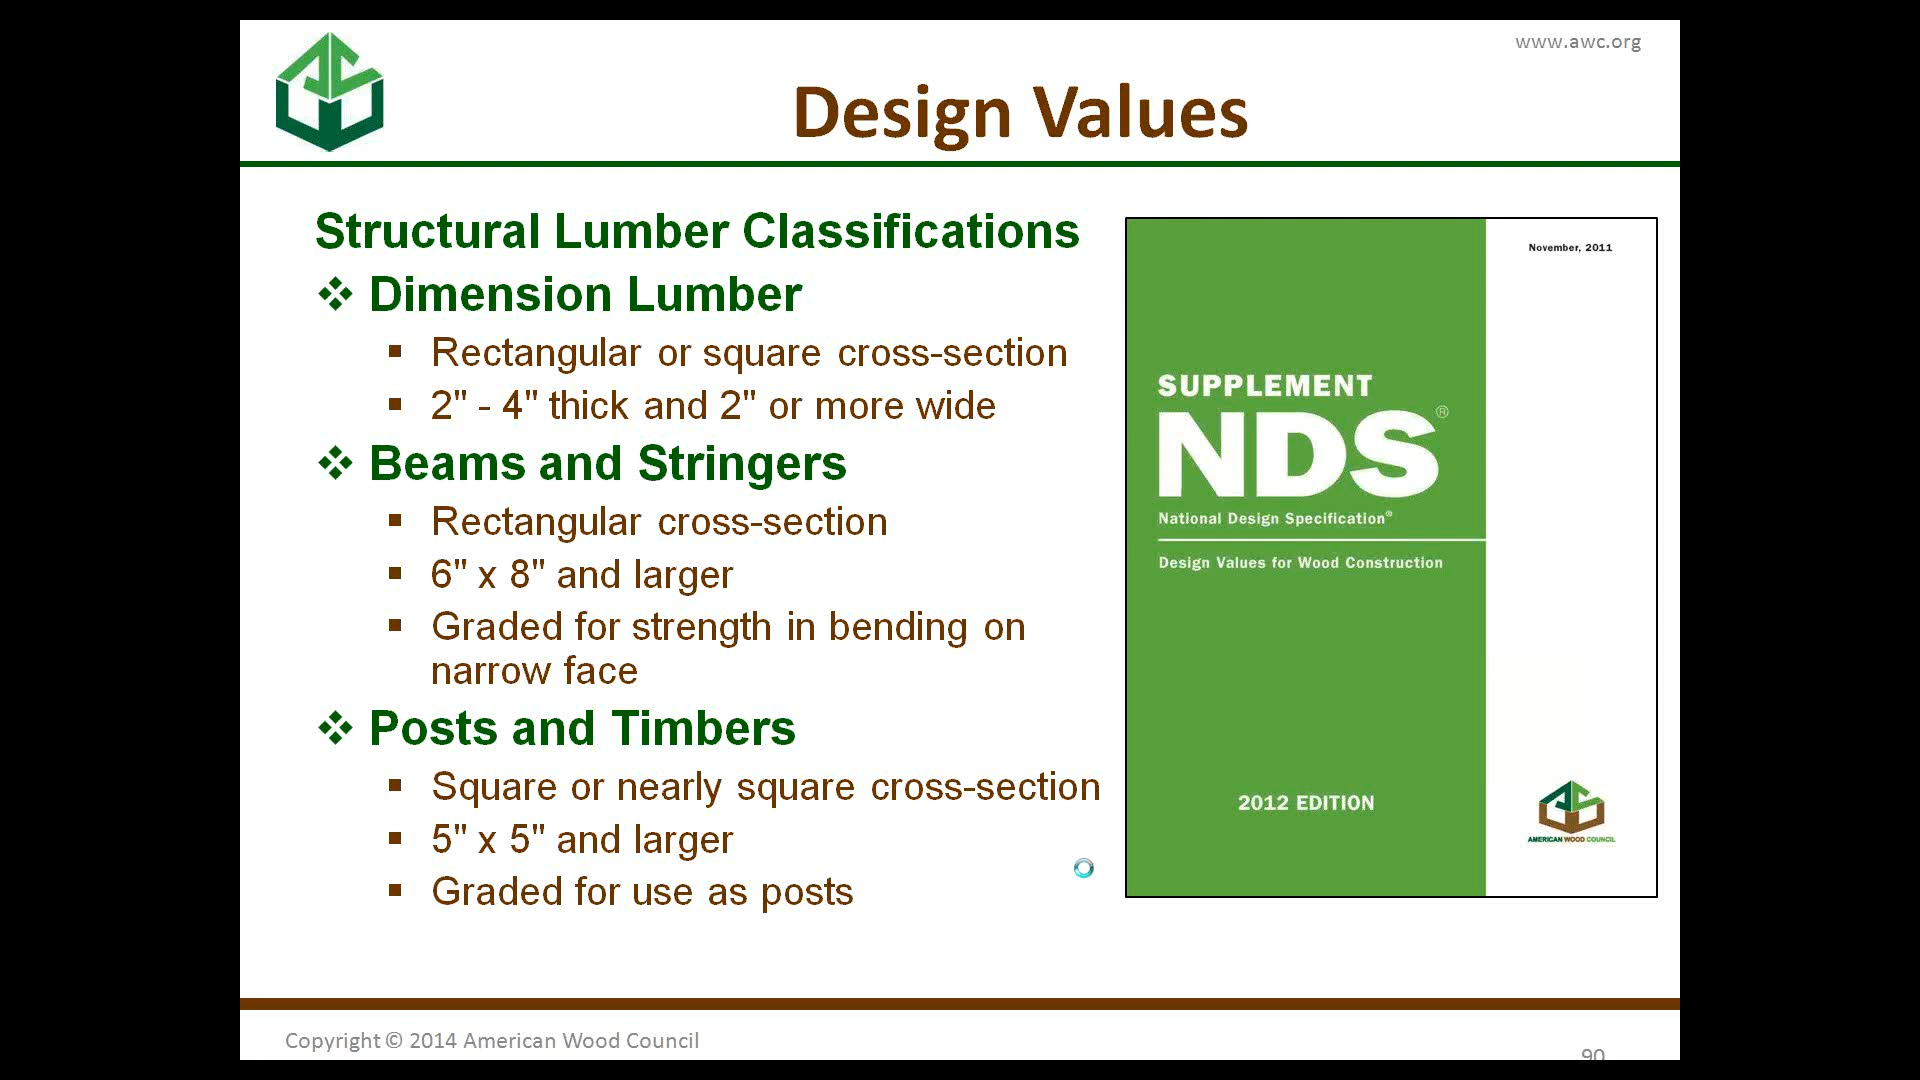 www.awc.org
Design Values
Structural Lumber Classifications
❖ Dimension Lumber
▪ Rectangular or square cross-section
▪ 2" - 4" thick and 2" or more wide
❖ Beams and Stringers
▪ Rectangular cross-section
▪ 6" x 8" and larger
▪ Graded for strength in bending on
narrow face
❖ Posts and Timbers
▪ Square or nearly square cross-section
▪ 5" x 5" and larger
▪ Graded for use as posts
November, 2011
SUPPLEMENT
NDS®
National Design Specification®
Design Values for Wood Construction
2012 EDITION
AMERICAN WOOD COUNCIL
Copyright © 2014 American Wood Council
90